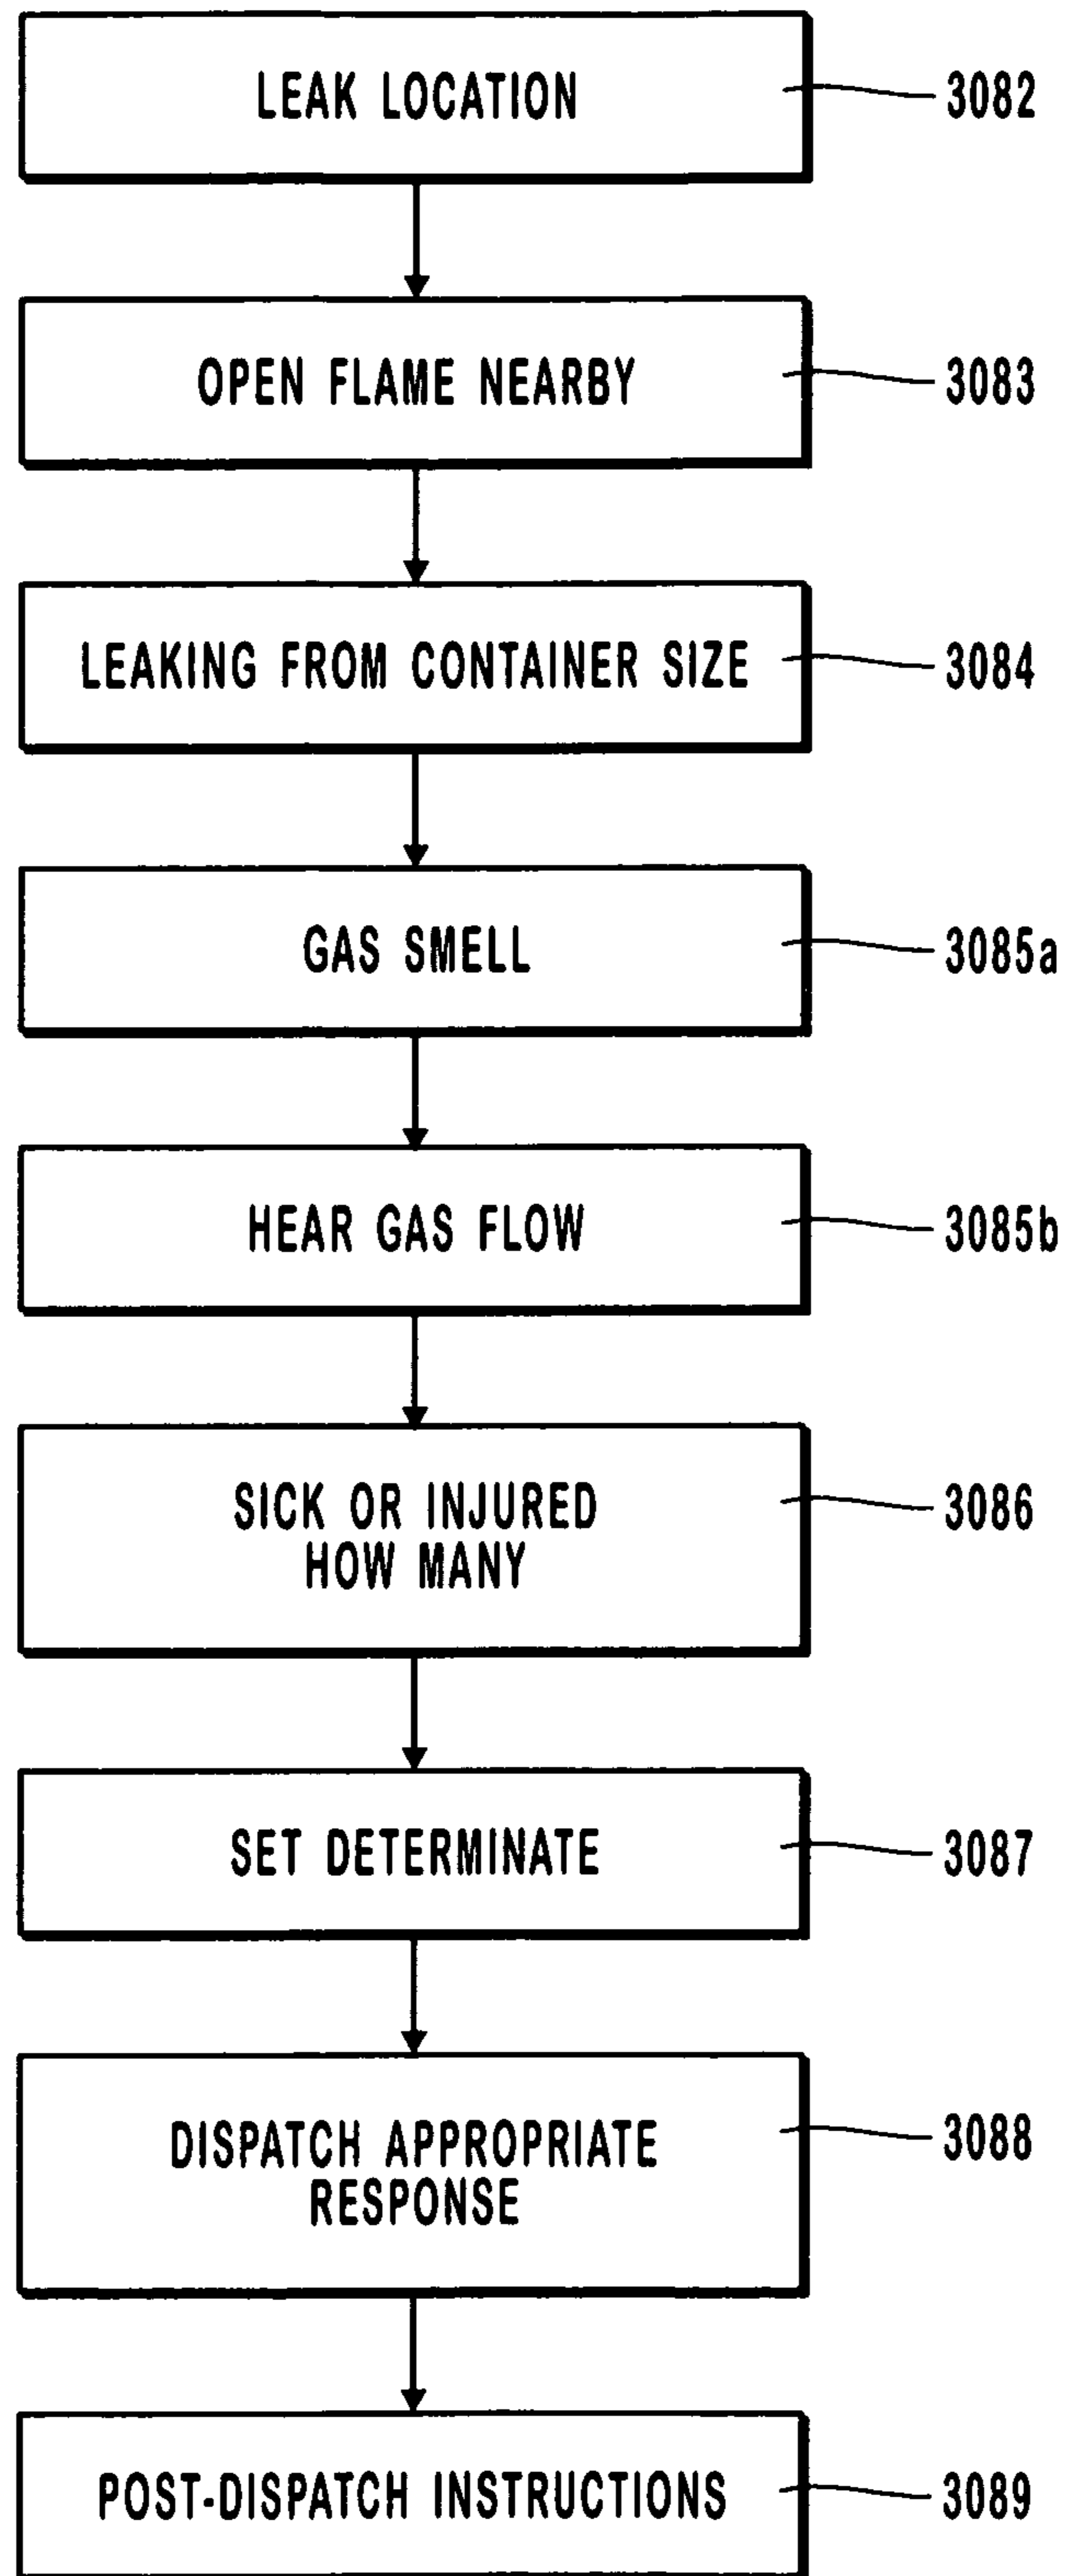 LEAK LOCATION
3082
OPEN FLAME NEARBY
3083
LEAKING FROM CONTAINER SIZE
3084
GAS SMELL
3085a
HEAR GAS FLOW
3085b
SICK OR INJURED
HOW MANY
3086
SET DETERMINATE
3087
DISPATCH APPROPRIATE
RESPONSE
3088
POST-DISPATCH INSTRUCTIONS
3089